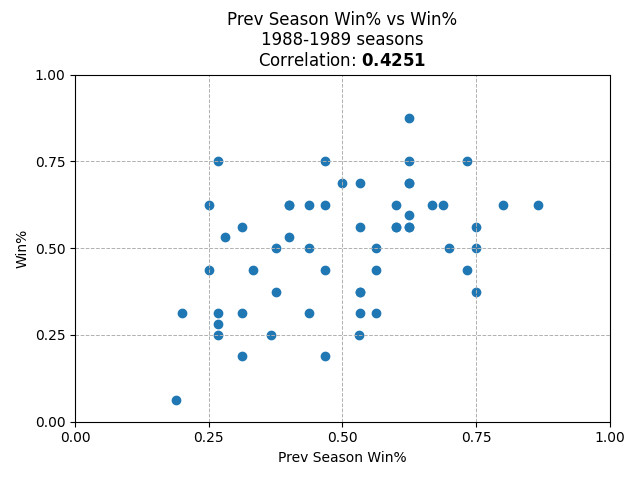 Prev Season Win% vs Win%
1988-1989 seasons
Correlation: 0.4251
1.00
0.75
Win%
0.50
0.25
0.00
0.00 0.25 0.50 0.75 1.00
Prev Season Win%